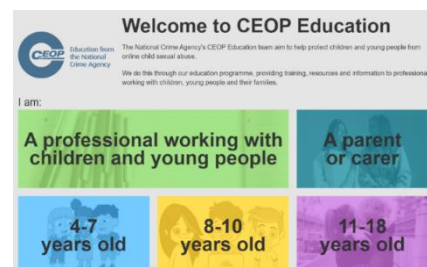 Welcome to CEOP Education
CEOP
Education from
the National
Crime Agency
The National Crime Agency's CEOP Education team aim to help protect children and young people from
online child sexual abuse.
We do this through our education programme, providing training, resources and information to professiona
working with children, young people and their families.
I am:
A professional working with
children and young people
A parent
or carer
4-7
years old
8-10
years old
11-18
years old